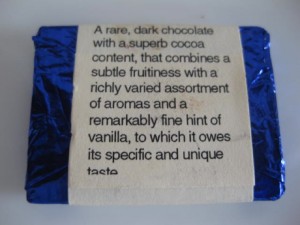 A rare, dark chocolate
with a superb cocoa
content, that combines a
subtle fruitiness with a
richly varied assortment
of aromas and a
remarkably fine hint of
vanilla, to which it owes
its specific and unique
taste